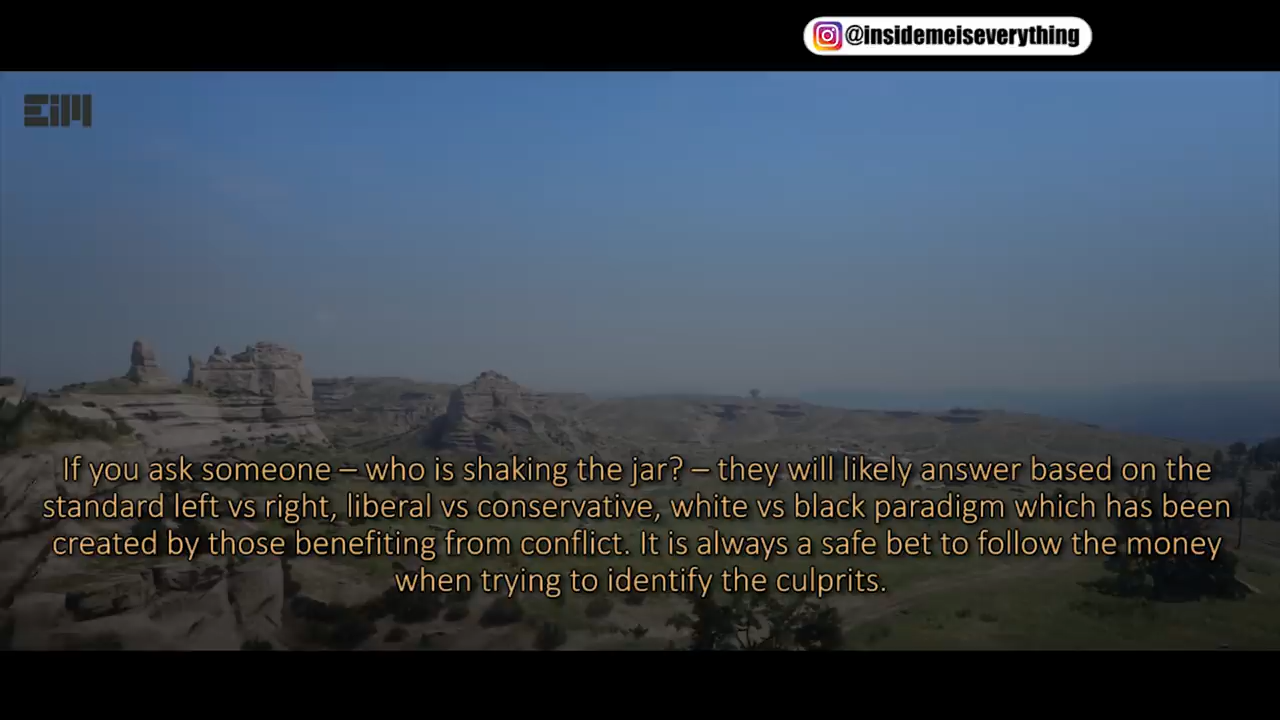 @insidemeiseverything
EiM
If you ask someone – who is shaking the jar? – they will likely answer based on the
standard left vs right, liberal vs conservative, white vs black paradigm which has been
created by those benefiting from conflict. It is always a safe bet to follow the money
when trying to identify the culprits.